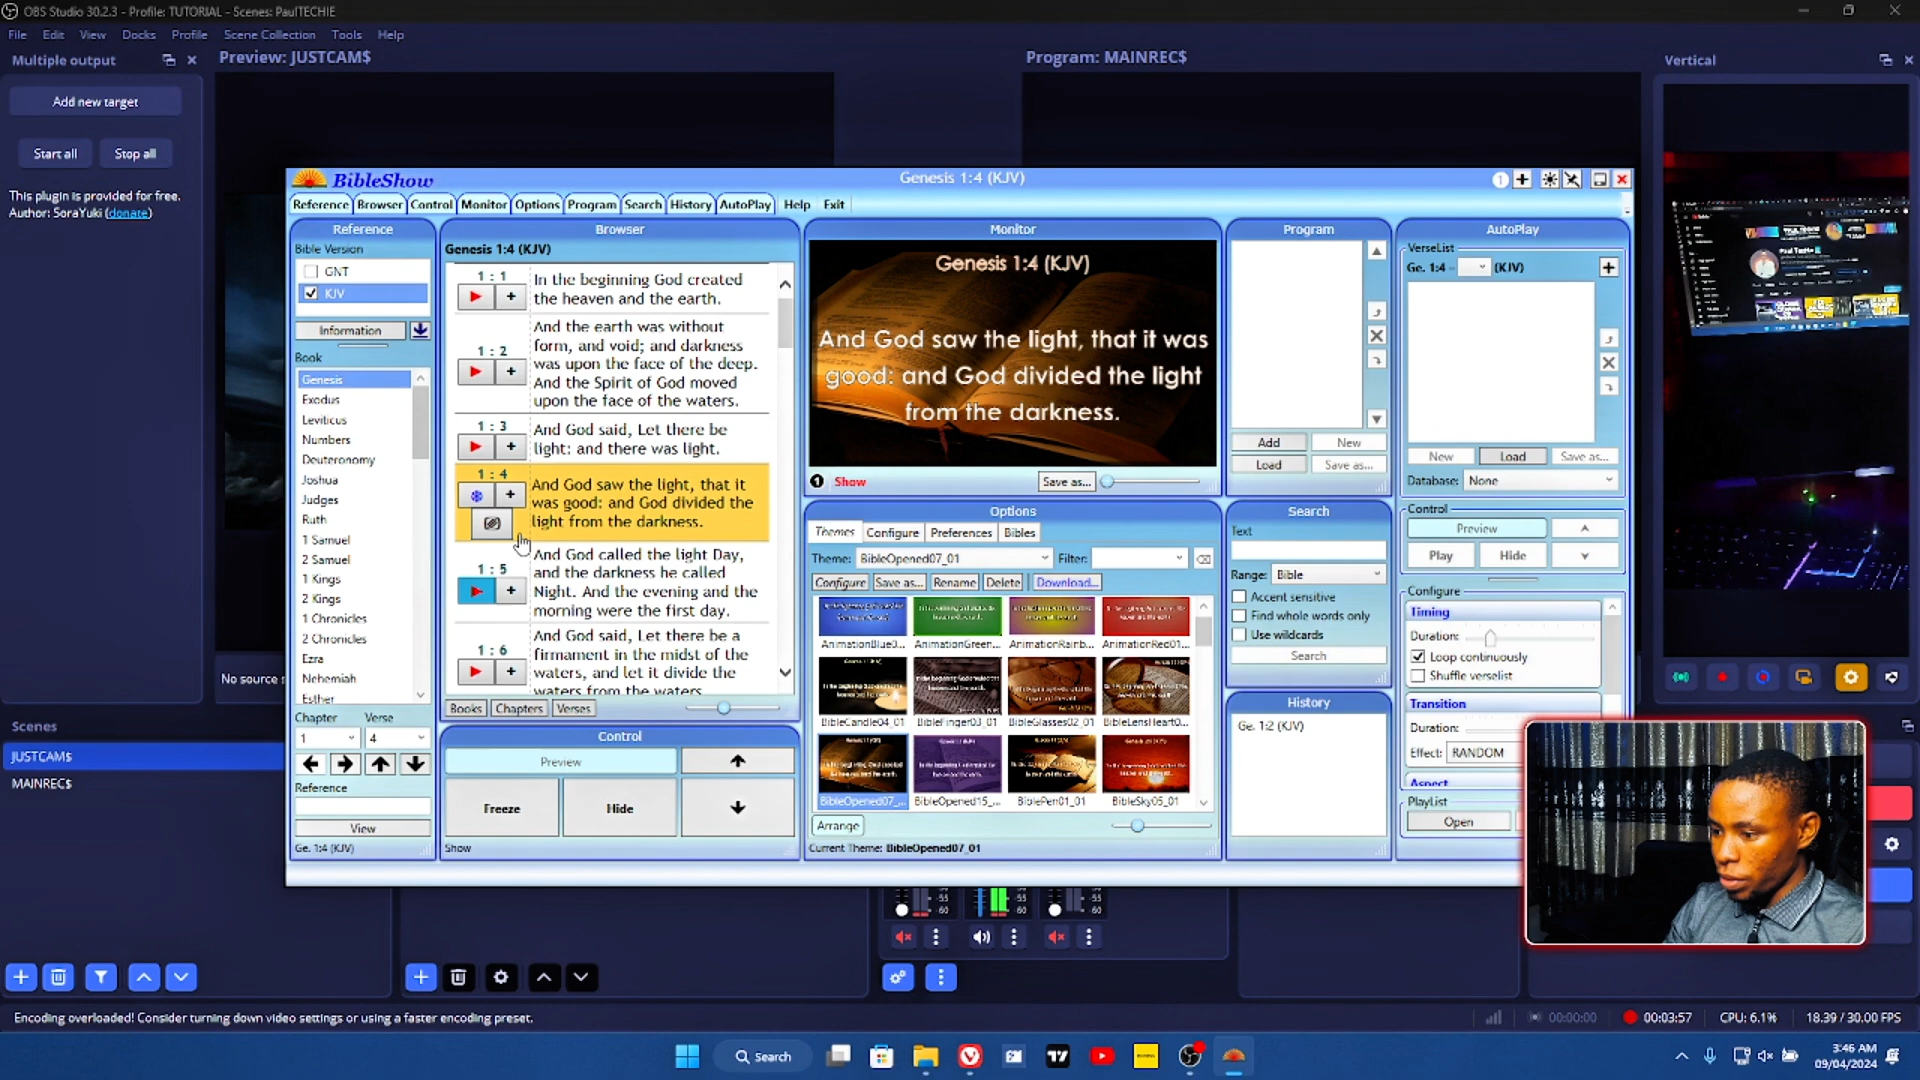 OBS Studio 30.2.3 - Profile: TUTORIAL - Scenes: PaulTECHIE
File Edit View Docks Profile Scene Collection Tools Help
Multiple output
Add new target
Start all Stop all
This plugin is provided for free.
Author: SoraYuki (donate)
Preview: JUSTCAM$
Program: MAINREC$
Vertical
BibleShow
Genesis 1:4 (KJV)
Reference Browser Control Monitor Options Program Search History AutoPlay Help Exit
Reference
Bible Version
GNT
KJV
Information
Book
Genesis
Exodus
Leviticus
Numbers
Deuteronomy
Joshua
Judges
Ruth
1 Samuel
2 Samuel
1 Kings
2 Kings
1 Chronicles
2 Chronicles
Ezra
Nehemiah
Esther
Chapter Verse
1 4
Reference
View
Ge. 1:4 (KJV)
Browser
Genesis 1:4 (KJV)
1 : 1
In the beginning God created
the heaven and the earth.
1 : 2
And the earth was without
form, and void; and darkness
was upon the face of the deep.
And the Spirit of God moved
upon the face of the waters.
1 : 3
And God said, Let there be
light: and there was light.
1 : 4
And God saw the light, that it
was good: and God divided the
light from the darkness.
1 : 5
And God called the light Day,
and the darkness he called
Night. And the evening and the
morning were the first day.
1 : 6
And God said, Let there be a
firmament in the midst of the
waters, and let it divide the
waters from the waters.
Books Chapters Verses
Control
Preview
Freeze Hide
Show
Monitor
Genesis 1:4 (KJV)
And God saw the light, that it was
good: and God divided the light
from the darkness.
1 Show Save as...
Options
Themes Configure Preferences Bibles
Theme: BibleOpened07_01 Filter:
Configure Save as... Rename Delete Download...
AnimationBlue0... AnimationGreen... AnimationRainb... AnimationRed01...
BibleCandle04_01 BibleFinger03_01 BibleGlasses02_01 BibleLensHeart0...
BibleOpened07_... BibleOpened15_... BiblePen01_01 BibleSky05_01
Arrange
Current Theme: BibleOpened07_01
Program
Add New
Load Save as...
Search
Text
Range: Bible
Accent sensitive
Find whole words only
Use wildcards
Search
History
Ge. 1:2 (KJV)
AutoPlay
VerseList
Ge. 1:4 - (KJV)
New Load Save as...
Database: None
Control
Preview
Play Hide
Configure
Timing
Duration:
Loop continuously
Shuffle verselist
Transition
Duration:
Effect: RANDOM
Aspect
PlayList
Open
No source s
Scenes
JUSTCAM$
MAINREC$
-55 -55 -55
-60 -60 -60
Encoding overloaded! Consider turning down video settings or using a faster encoding preset.
00:00:00 00:03:57 CPU: 6.1% 18.39 / 30.00 FPS
Search
3:46 AM
09/04/2024